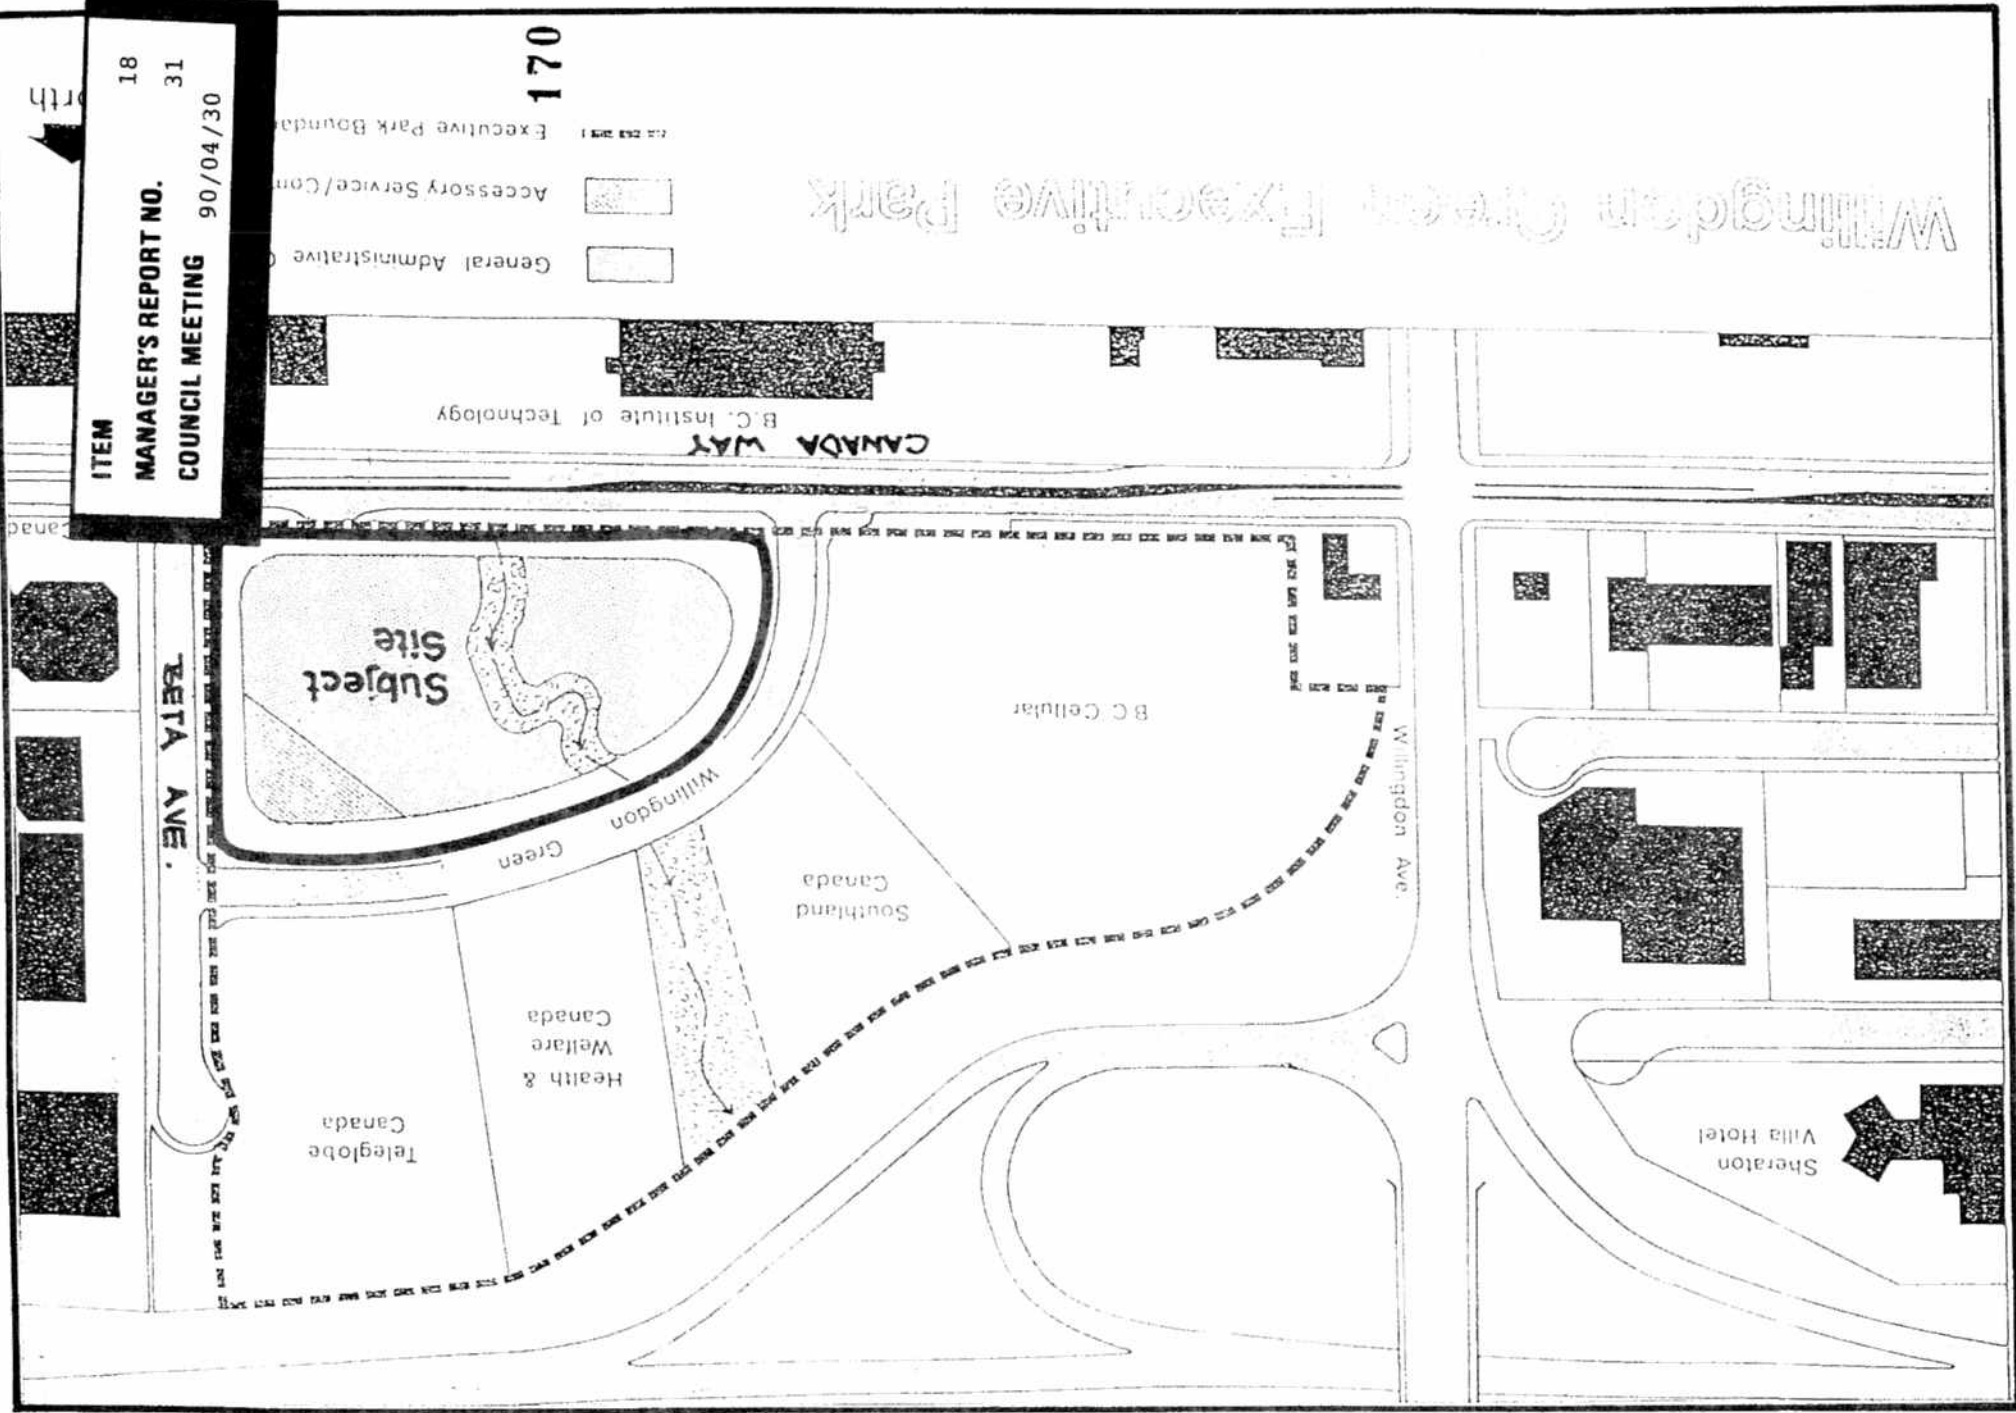 ITEM 18
MANAGER'S REPORT NO. 31
COUNCIL MEETING 90/04/30
170
Sheraton
Villa Hotel
Teleglobe
Canada
Health &
Welfare
Canada
Southland
Canada
Willingdon Green
Willingdon Ave.
B.C. Cellular
BETA AVE.
Subject
Site
CANADA WAY
B.C. Institute of Technology
General Administrative
Accessory Service/
Executive Park
Willingdon Green Executive Park